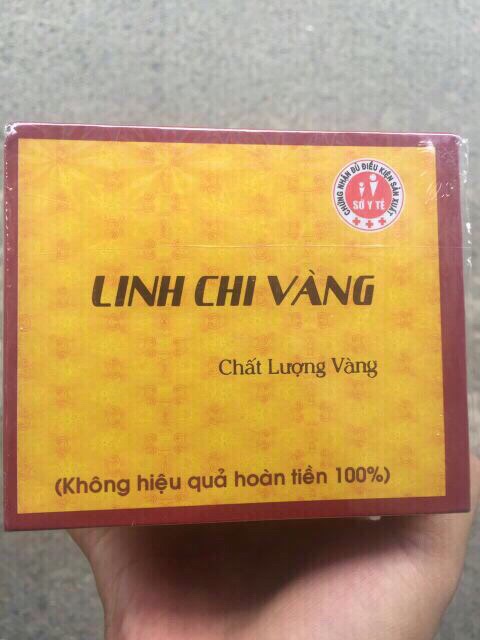 CHỨNG NHẬN ĐỦ ĐIỀU KIỆN SẢN XUẤT
SỞ Y TẾ
LINH CHI VÀNG
Chất Lượng Vàng
(Không hiệu quả hoàn tiền 100%)